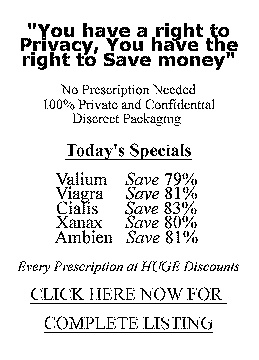 "You have a right to
Privacy, You have the
right to Save money"
No Prescription Needed
100% Private and Confidential
Discreet Packaging
Today's Specials
Valium Save 79%
Viagra Save 81%
Cialis Save 83%
Xanax Save 80%
Ambien Save 81%
Every Prescription at HUGE Discounts
CLICK HERE NOW FOR
COMPLETE LISTING